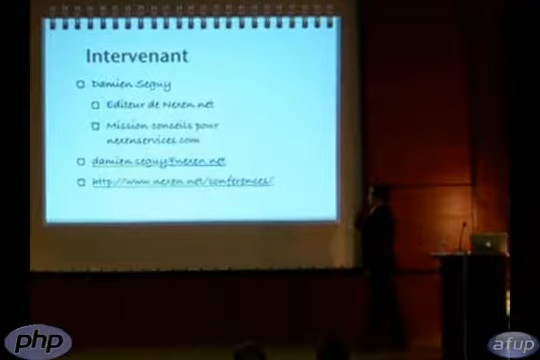 Intervenant
Damien Seguy
Editeur de Nexen.net
Mission conseils pour
nexenservices.com
damien.seguy@nexen.net
http://www.nexen.net/conferences/
php
afup